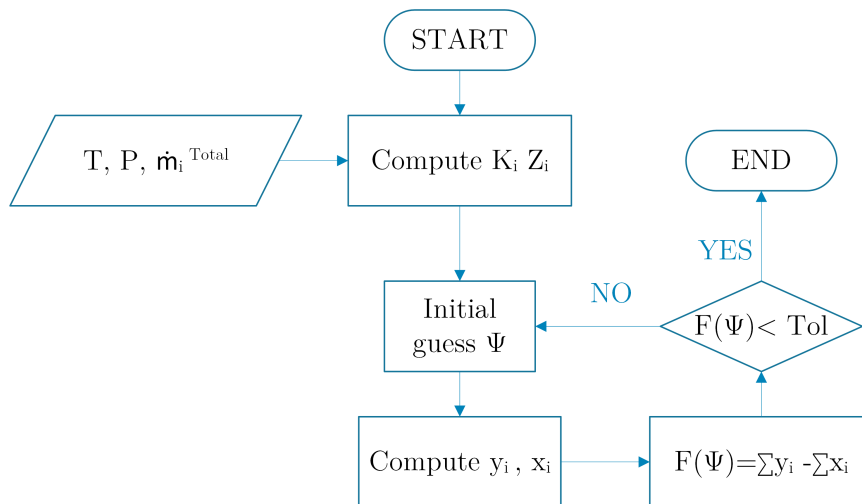 START
T, P, ṁᵢ ᵀᵒᵗᵃˡ
Compute Kᵢ Zᵢ
END
YES
NO
Initial
guess Ψ
F(Ψ)< Tol
Compute yᵢ , xᵢ
F(Ψ)=∑yᵢ -∑xᵢ